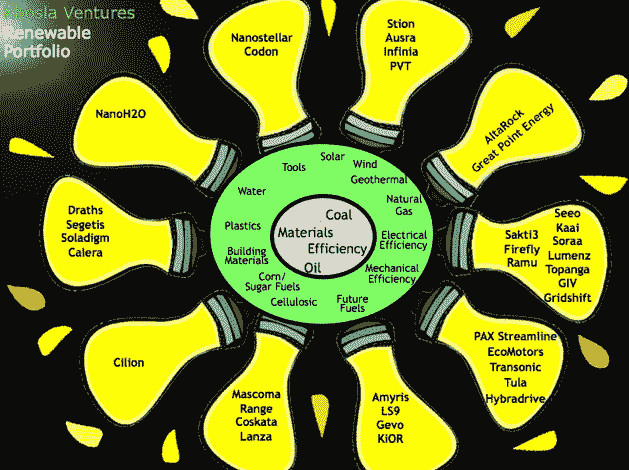 Khosla Ventures
Renewable
Portfolio
Nanostellar
Codon
Stion
Ausra
Infinia
PVT
NanoH2O
AltaRock
Great Point Energy
Draths
Segetis
Soladigm
Calera
Sakti3
Firefly
Ramu
Seeo
Kaai
Soraa
Lumenz
Topanga
GIV
Gridshift
Cilion
PAX Streamline
EcoMotors
Transonic
Tula
Hybradrive
Mascoma
Range
Coskata
Lanza
Amyris
LS9
Gevo
KiOR
Tools
Solar
Wind
Geothermal
Water
Natural
Gas
Plastics
Electrical
Efficiency
Building
Materials
Mechanical
Efficiency
Corn/
Sugar Fuels
Cellulosic
Future
Fuels
Coal
Materials
Efficiency
Oil